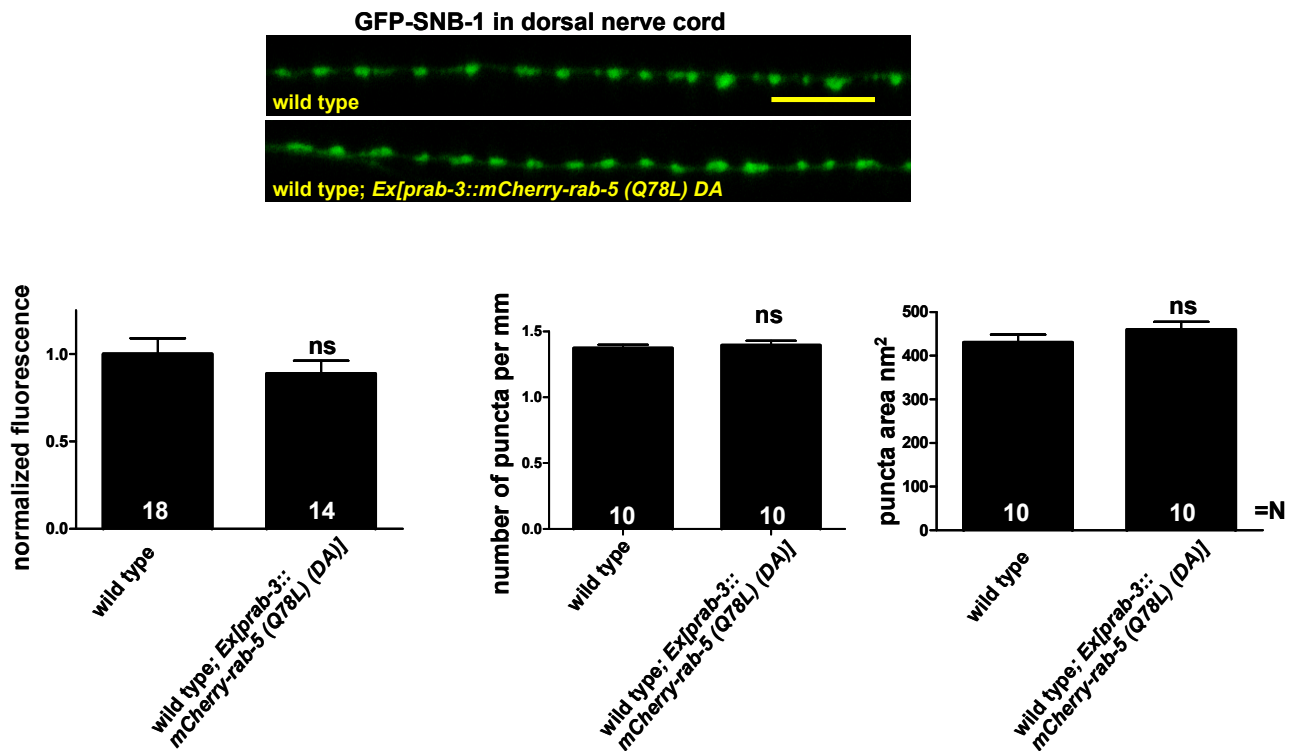 GFP-SNB-1 in dorsal nerve cord
wild type
wild type; Ex[prab-3::mCherry-rab-5 (Q78L) DA
normalized fluorescence
1.0
0.5
0.0
ns
18
14
wild type
wild type; Ex[prab-3::
mCherry-rab-5 (Q78L) (DA)]
number of puncta per mm
1.5
1.0
0.5
0.0
ns
10
10
wild type
wild type; Ex[prab-3::
mCherry-rab-5 (Q78L) (DA)]
puncta area nm²
500
400
300
200
100
0
ns
10
10
=N
wild type
wild type; Ex[prab-3::
mCherry-rab-5 (Q78L) (DA)]